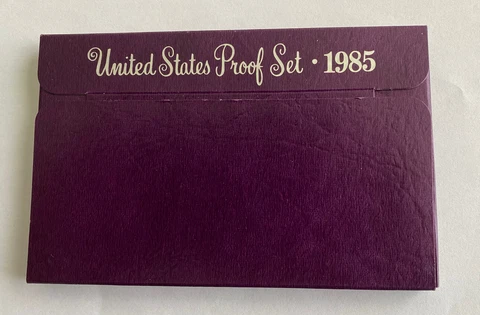 United States Proof Set · 1985